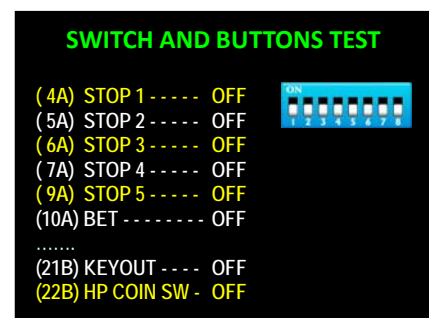 SWITCH AND BUTTONS TEST
( 4A) STOP 1 - - - - - OFF
ON
1 2 3 4 5 6 7 8
( 5A) STOP 2 - - - - - OFF
( 6A) STOP 3 - - - - - OFF
( 7A) STOP 4 - - - - - OFF
( 9A) STOP 5 - - - - - OFF
(10A) BET - - - - - - - - OFF
.......
(21B) KEYOUT - - - - OFF
(22B) HP COIN SW - OFF